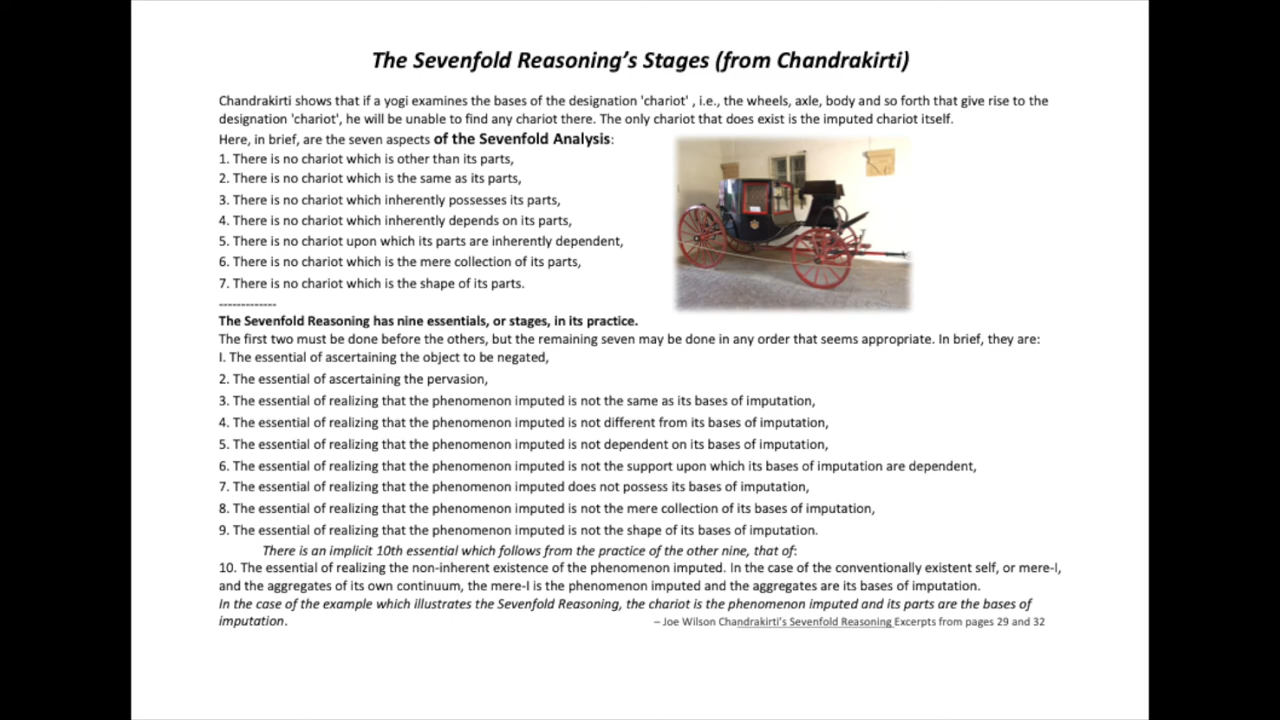 The Sevenfold Reasoning's Stages (from Chandrakirti)
Chandrakirti shows that if a yogi examines the bases of the designation 'chariot' , i.e., the wheels, axle, body and so forth that give rise to the
designation 'chariot', he will be unable to find any chariot there. The only chariot that does exist is the imputed chariot itself.
Here, in brief, are the seven aspects of the Sevenfold Analysis:
1. There is no chariot which is other than its parts,
2. There is no chariot which is the same as its parts,
3. There is no chariot which inherently possesses its parts,
4. There is no chariot which inherently depends on its parts,
5. There is no chariot upon which its parts are inherently dependent,
6. There is no chariot which is the mere collection of its parts,
7. There is no chariot which is the shape of its parts.
-------------
The Sevenfold Reasoning has nine essentials, or stages, in its practice.
The first two must be done before the others, but the remaining seven may be done in any order that seems appropriate. In brief, they are:
I. The essential of ascertaining the object to be negated,
2. The essential of ascertaining the pervasion,
3. The essential of realizing that the phenomenon imputed is not the same as its bases of imputation,
4. The essential of realizing that the phenomenon imputed is not different from its bases of imputation,
5. The essential of realizing that the phenomenon imputed is not dependent on its bases of imputation,
6. The essential of realizing that the phenomenon imputed is not the support upon which its bases of imputation are dependent,
7. The essential of realizing that the phenomenon imputed does not possess its bases of imputation,
8. The essential of realizing that the phenomenon imputed is not the mere collection of its bases of imputation,
9. The essential of realizing that the phenomenon imputed is not the shape of its bases of imputation.
There is an implicit 10th essential which follows from the practice of the other nine, that of:
10. The essential of realizing the non-inherent existence of the phenomenon imputed. In the case of the conventionally existent self, or mere-I,
and the aggregates of its own continuum, the mere-I is the phenomenon imputed and the aggregates are its bases of imputation.
In the case of the example which illustrates the Sevenfold Reasoning, the chariot is the phenomenon imputed and its parts are the bases of
imputation. – Joe Wilson Chandrakirti's Sevenfold Reasoning Excerpts from pages 29 and 32